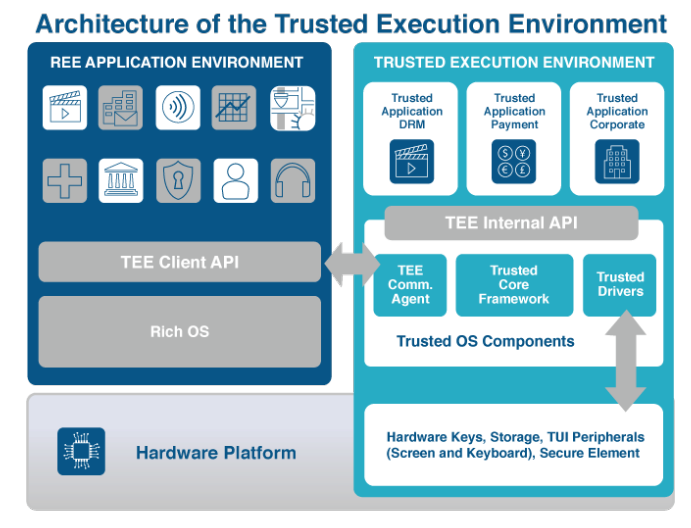 Architecture of the Trusted Execution Environment
REE APPLICATION ENVIRONMENT
TEE Client API
Rich OS
TRUSTED EXECUTION ENVIRONMENT
Trusted
Application
DRM
Trusted
Application
Payment
$ ¥
€ £
Trusted
Application
Corporate
TEE Internal API
TEE
Comm.
Agent
Trusted
Core
Framework
Trusted
Drivers
Trusted OS Components
Hardware Platform
Hardware Keys, Storage, TUI Peripherals
(Screen and Keyboard), Secure Element